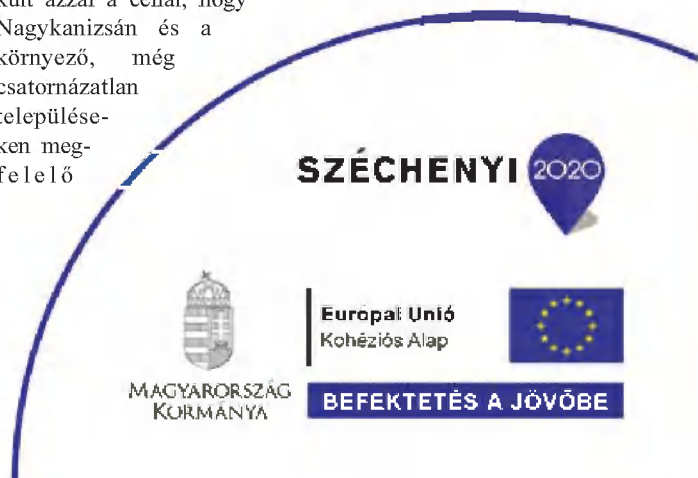 Nagykanizsán és a
környező, még
csatornázatlan
települése-
ken meg-
felelő
SZÉCHENYI 2020
Európai Unió
Kohéziós Alap
MAGYARORSZÁG
KORMÁNYA
BEFEKTETÉS A JÖVŐBE